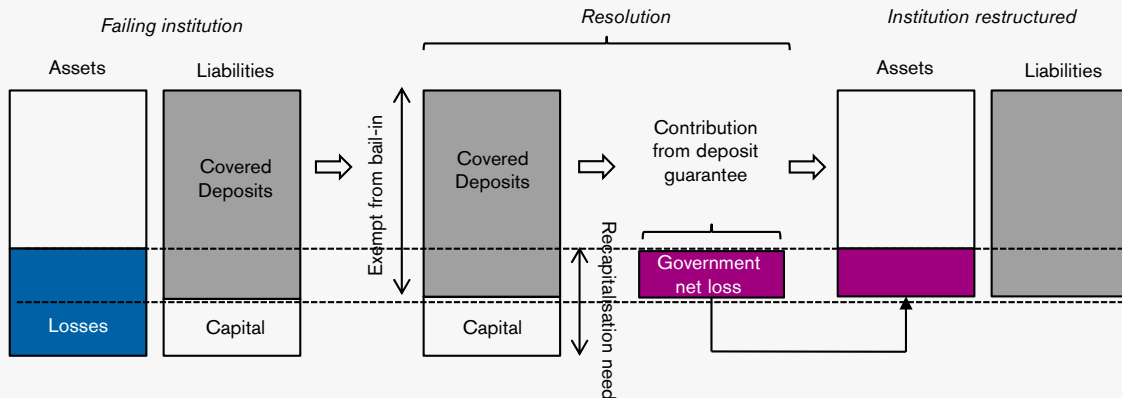 Failing institution
Resolution
Institution restructured
Assets
Liabilities
Assets
Liabilities
Covered
Deposits
Exempt from bail-in
Covered
Deposits
Contribution
from deposit
guarantee
Losses
Capital
Capital
Recapitalisation need
Government
net loss